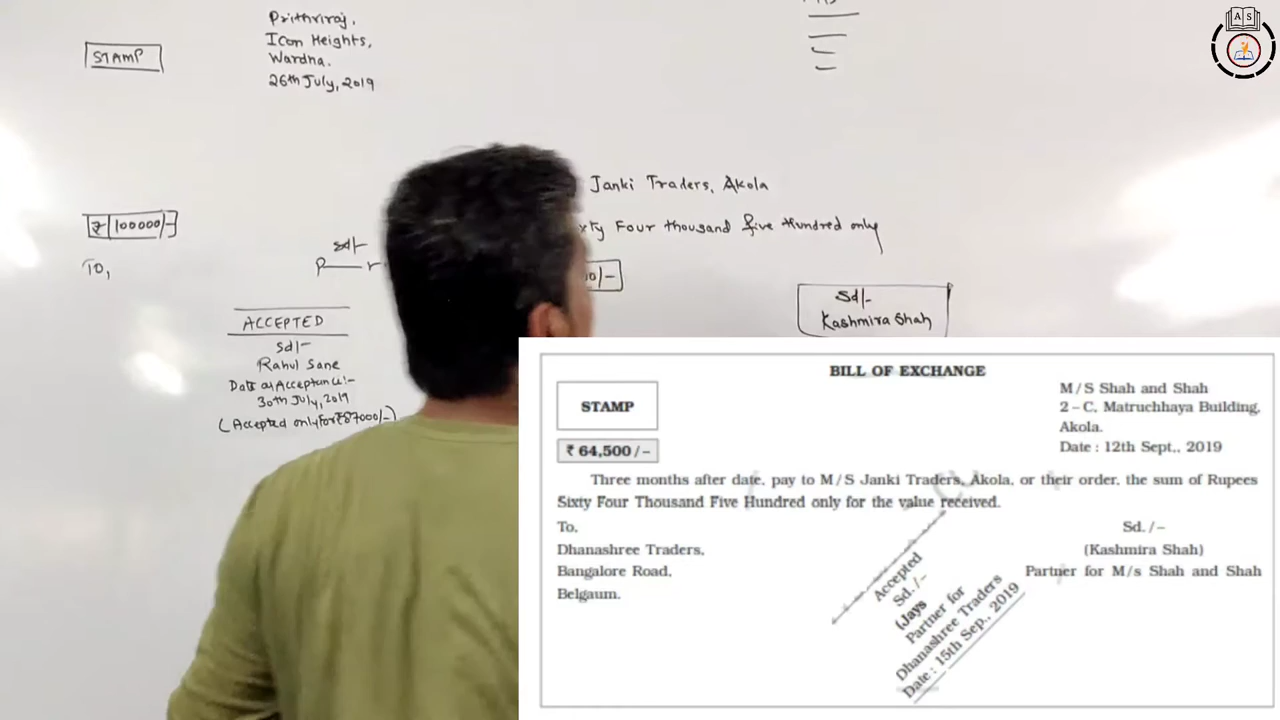 Prithviraj,
Icon Heights,
Wardha.
26th July, 2019
STAMP
₹ 100000/-
To,
Sd/-
ACCEPTED
Sd/-
Rahul Sane
Date of Acceptance:-
30th July, 2019
(Accepted only for ₹87000/-)
Janki Traders, Akola
Four thousand five Hundred only
Sd/-
Kashmira Shah
A S
BILL OF EXCHANGE
STAMP
M/S Shah and Shah
2 – C, Matruchhaya Building,
Akola.
Date : 12th Sept., 2019
₹ 64,500/–
Three months after date, pay to M/S Janki Traders, Akola, or their order, the sum of Rupees
Sixty Four Thousand Five Hundred only for the value received.
To,
Dhanashree Traders,
Bangalore Road,
Belgaum.
Accepted
Sd./–
(Jays
Partner for
Dhanashree Traders
Date : 15th Sep., 2019
Sd./–
(Kashmira Shah)
Partner for M/s Shah and Shah